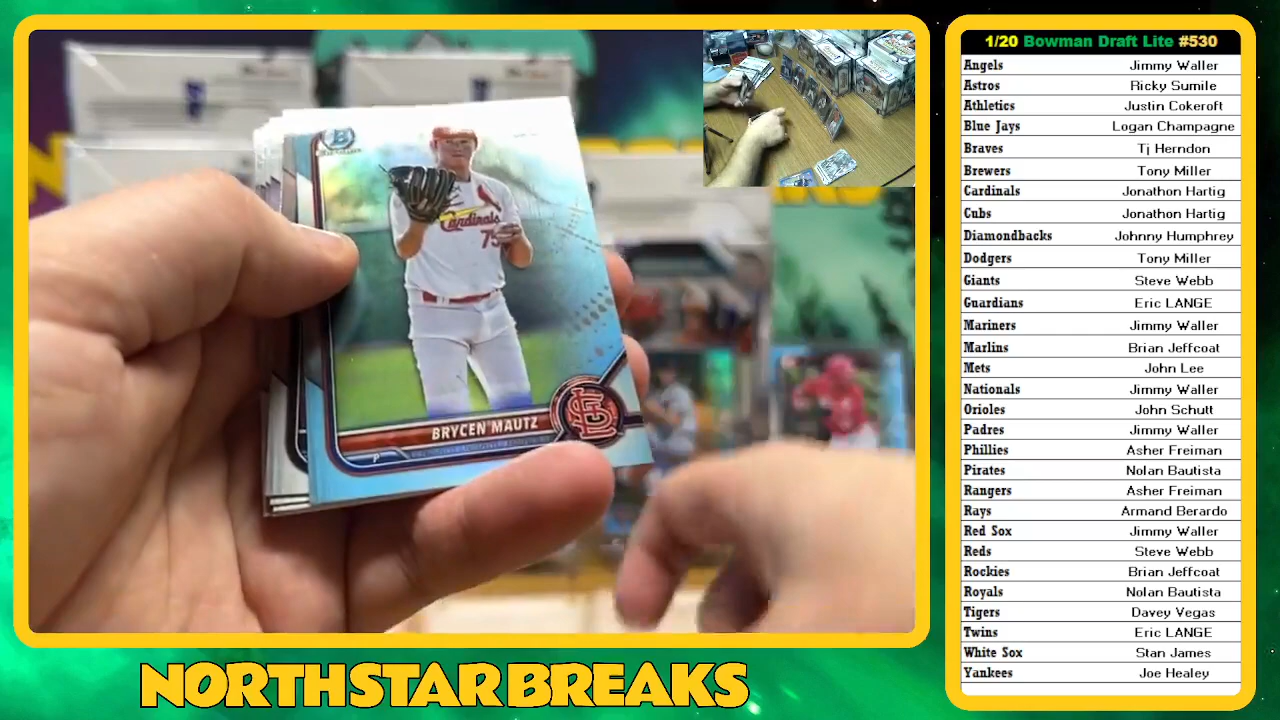 1/20 Bowman Draft Lite #530
Angels Jimmy Waller
Astros Ricky Sumile
Athletics Justin Cokeroft
Blue Jays Logan Champagne
Braves Tj Herndon
Brewers Tony Miller
Cardinals Jonathon Hartig
Cubs Jonathon Hartig
Diamondbacks Johnny Humphrey
Dodgers Tony Miller
Giants Steve Webb
Guardians Eric LANGE
Mariners Jimmy Waller
Marlins Brian Jeffcoat
Mets John Lee
Nationals Jimmy Waller
Orioles John Schutt
Padres Jimmy Waller
Phillies Asher Freiman
Pirates Nolan Bautista
Rangers Asher Freiman
Rays Armand Berardo
Red Sox Jimmy Waller
Reds Steve Webb
Rockies Brian Jeffcoat
Royals Nolan Bautista
Tigers Davey Vegas
Twins Eric LANGE
White Sox Stan James
Yankees Joe Healey
Cardinals
75
BRYCEN MAUTZ
P
NORTHSTAR BREAKS